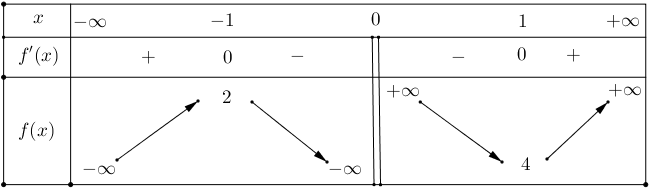 x −∞ −1 0 1 +∞
f′(x) + 0 − − 0 +
2 +∞ +∞
f(x)
−∞ −∞ 4